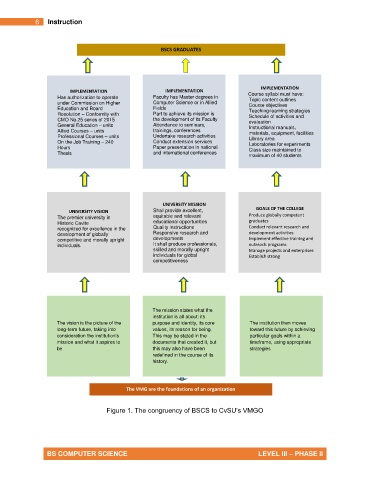 6 Instruction
BSCS GRADUATES
IMPLEMENTATION
Has authorization to operate
under Commission on Higher
Education and Board
Resolution – Conformity with
CMO No.25 series of 2015
General Education – units
Allied Courses – units
Professional Courses – units
On the Job Training – 240
Hours
Thesis
IMPLEMENTATION
Faculty has Master degrees in
Computer Science or in Allied
Fields
Part to achieve its mission is
the development of its Faculty
Attendance to seminars,
trainings, conferences
Undertake research activities
Conduct extension services
Paper presentation in national
and international conferences
IMPLEMENTATION
Course syllabi must have:
Topic content outlines
Course objectives
Teaching/learning strategies
Schedule of activities and
evaluation
Instructional manuals,
materials, equipment, facilities
Library area
Laboratories for experiments
Class size maintained to
maximum of 40 students
UNIVERSITY VISION
The premier university in
Historic Cavite
recognized for excellence in the
development of globally
competitive and morally upright
individuals
UNIVERSITY MISSION
Shall provide excellent,
equitable and relevant
educational opportunities
Quality instructions
Responsive research and
developments
It shall produce professionals,
skilled and morally upright
individuals for global
competitiveness
GOALS OF THE COLLEGE
Produce globally competent
graduates
Conduct relevant research and
development activities
Implement effective training and
outreach programs
Manage projects and enterprises
Establish strong
The vision is the picture of the
long-term future, taking into
consideration the institution's
mission and what it aspires to
be
The mission states what the
institution is all about: its
purpose and identity, its core
values, its reason for being.
This may be stated in the
documents that created it, but
this may also have been
redefined in the course of its
history.
The institution then moves
toward this future by achieving
particular goals within a
timeframe, using appropriate
strategies
The VMG are the foundations of an organization
Figure 1. The congruency of BSCS to CvSU's VMGO
BS COMPUTER SCIENCE LEVEL III – PHASE II